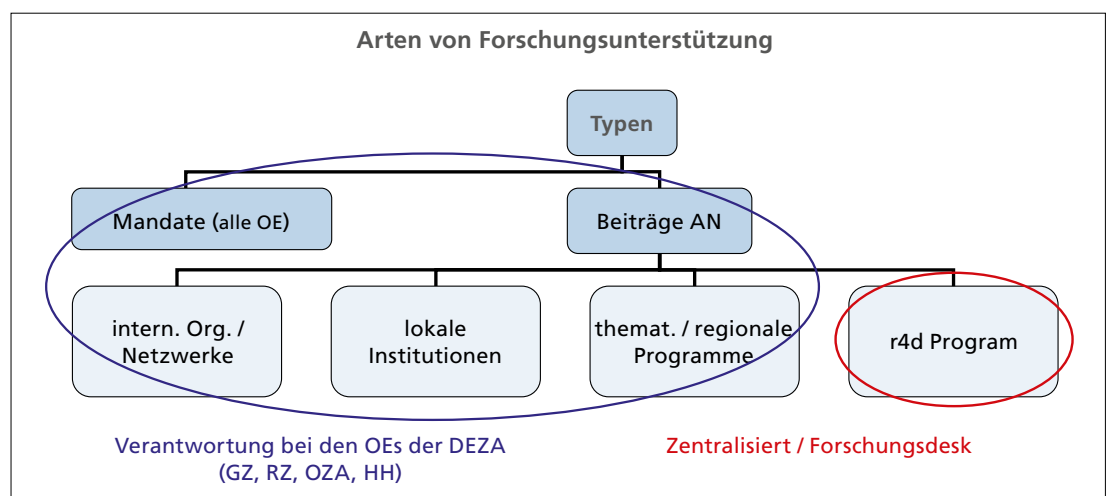 Arten von Forschungsunterstützung
Typen
Mandate (alle OE)
Beiträge AN
intern. Org. /
Netzwerke
lokale
Institutionen
themat. / regionale
Programme
r4d Program
Verantwortung bei den OEs der DEZA
(GZ, RZ, OZA, HH)
Zentralisiert / Forschungsdesk